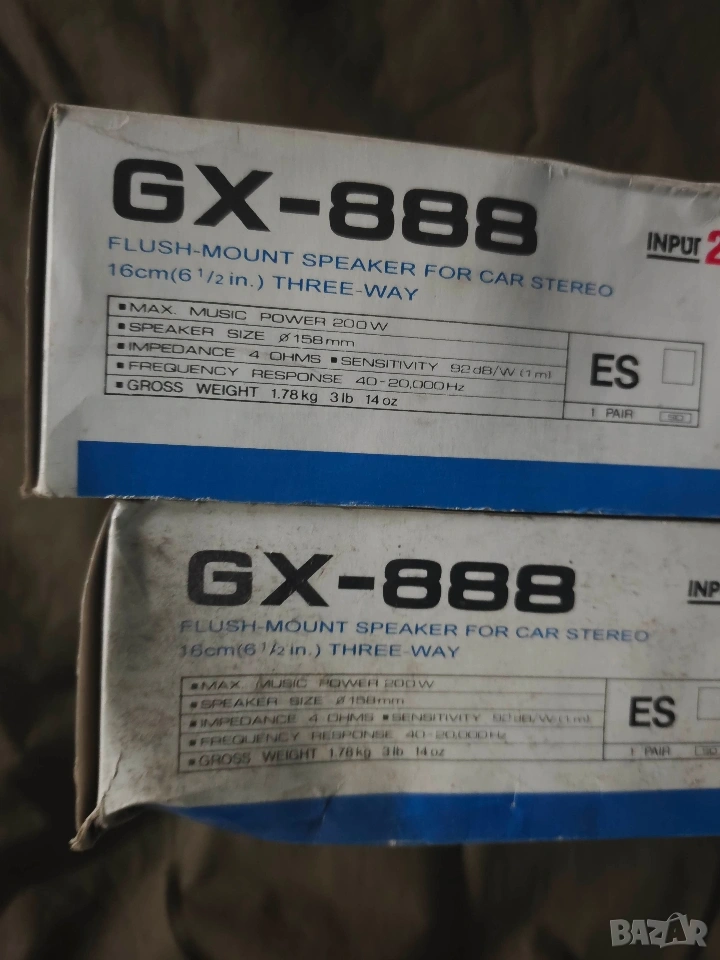 GX-888
INPUT 2
FLUSH-MOUNT SPEAKER FOR CAR STEREO
16cm(6 1/2 in.) THREE-WAY
▪MAX. MUSIC POWER 200W
▪SPEAKER SIZE Ø158mm
▪IMPEDANCE 4 OHMS ▪SENSITIVITY 92dB/W(1m)
▪FREQUENCY RESPONSE 40-20,000Hz
▪GROSS WEIGHT 1.78kg 3lb 14oz
ES
1 PAIR
GX-888
INP
FLUSH-MOUNT SPEAKER FOR CAR STEREO
16cm(6 1/2 in.) THREE-WAY
▪MAX. MUSIC POWER 200W
▪SPEAKER SIZE Ø158mm
▪IMPEDANCE 4 OHMS ▪SENSITIVITY 92dB/W(1m)
▪FREQUENCY RESPONSE 40-20,000Hz
▪GROSS WEIGHT 1.78kg 3lb 14oz
ES
1 PAIR
BAZAR